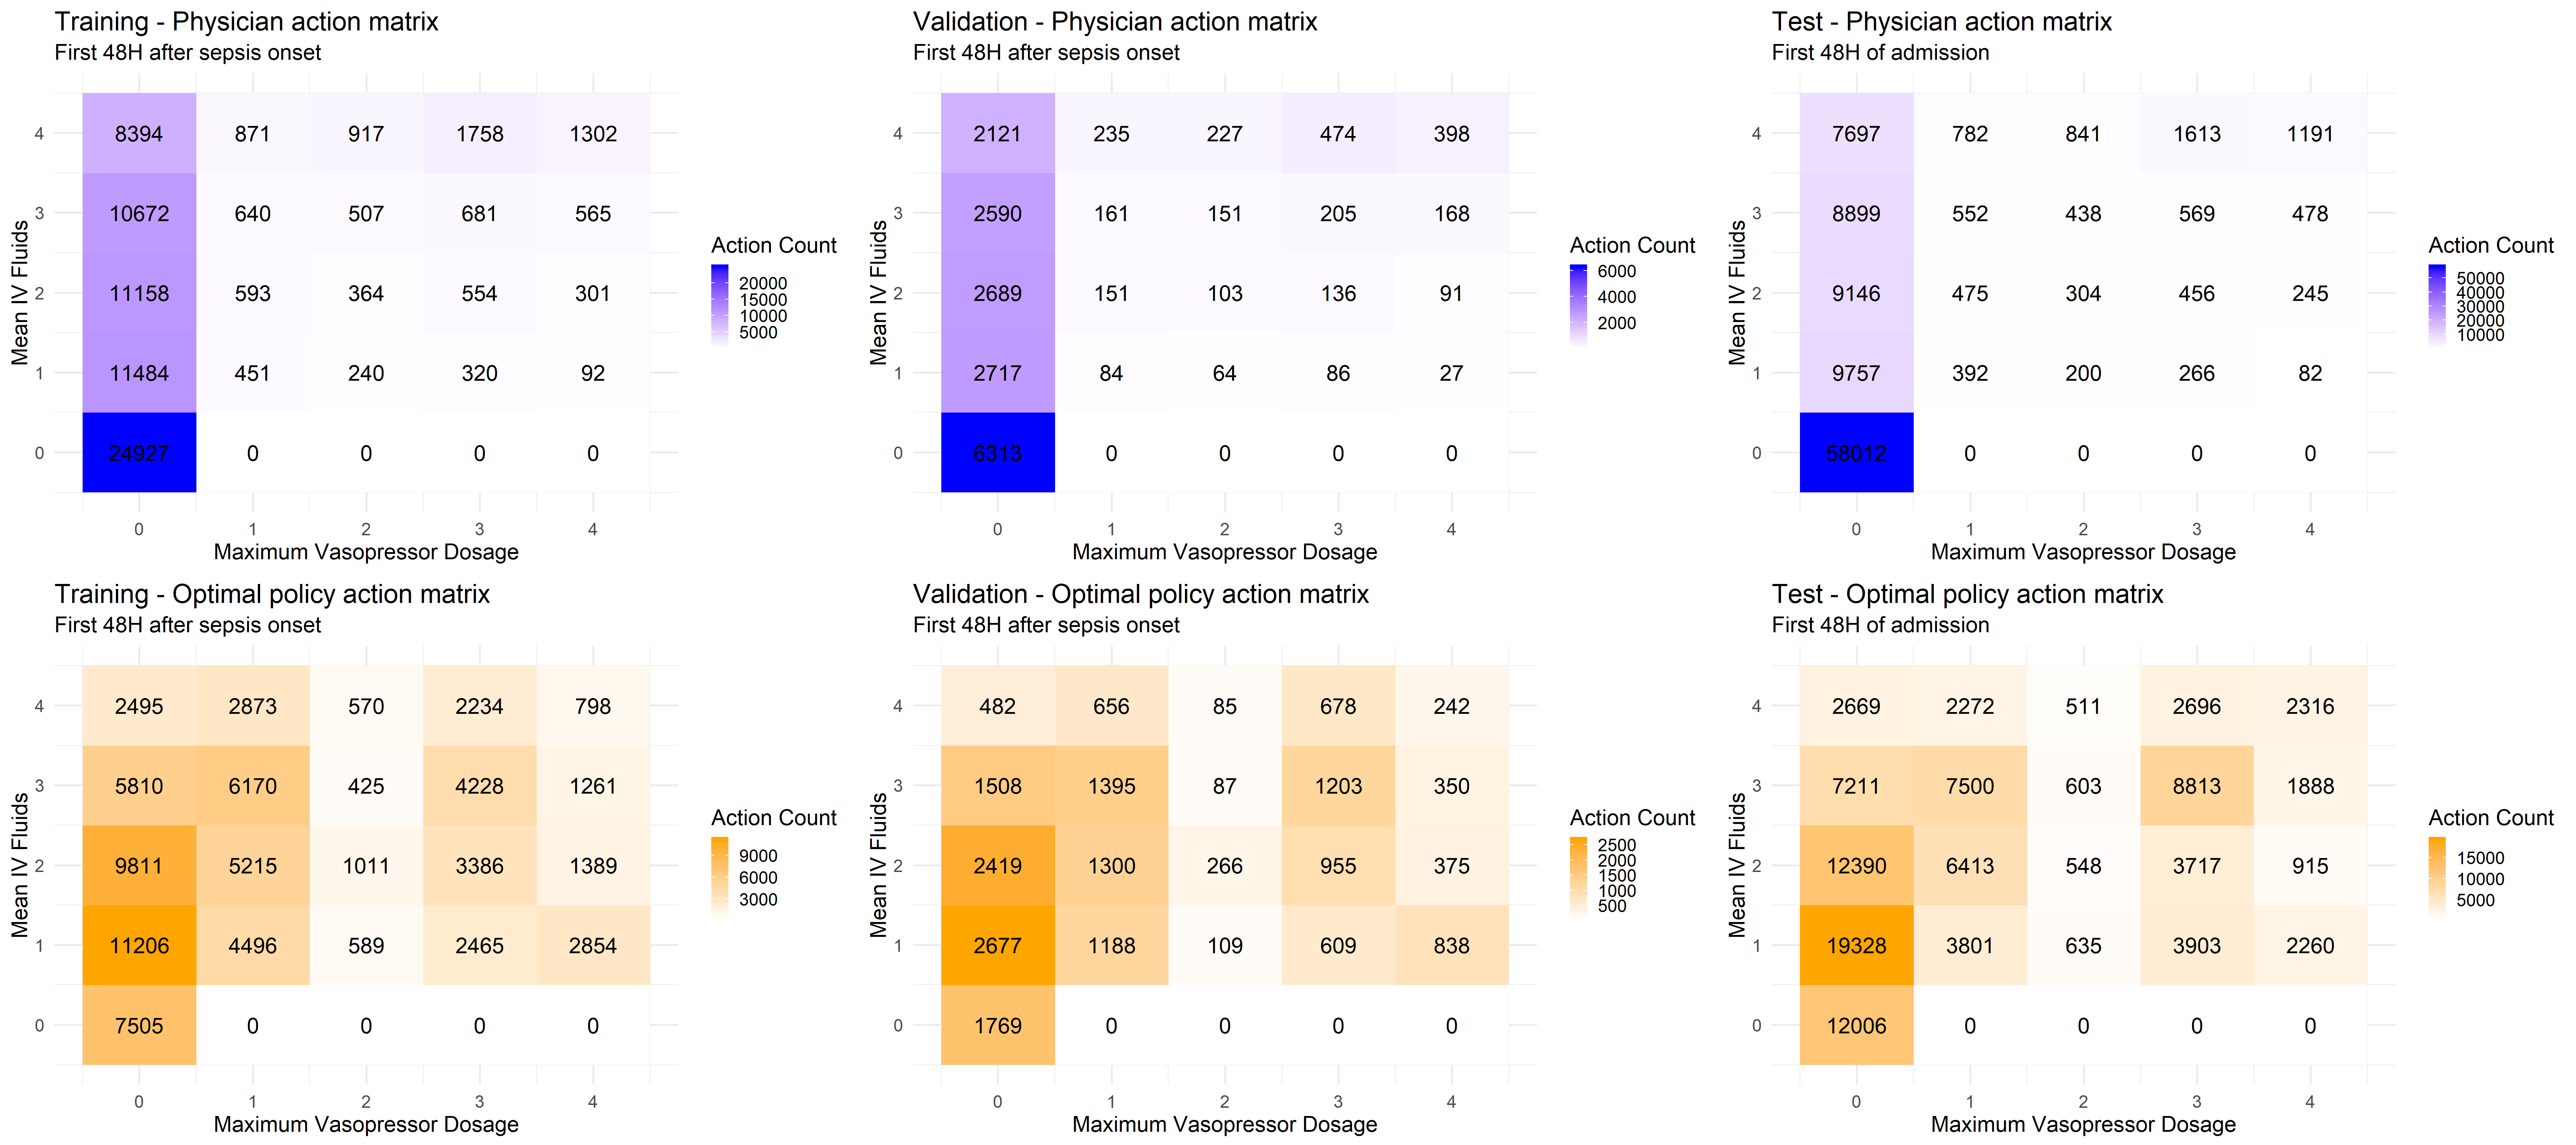 Training - Physician action matrix
First 48H after sepsis onset
Mean IV Fluids
4 8394 871 917 1758 1302
3 10672 640 507 681 565
2 11158 593 364 554 301
1 11484 451 240 320 92
0 24927 0 0 0 0
0 1 2 3 4
Maximum Vasopressor Dosage
Action Count
20000
15000
10000
5000
Validation - Physician action matrix
First 48H after sepsis onset
Mean IV Fluids
4 2121 235 227 474 398
3 2590 161 151 205 168
2 2689 151 103 136 91
1 2717 84 64 86 27
0 6313 0 0 0 0
0 1 2 3 4
Maximum Vasopressor Dosage
Action Count
6000
4000
2000
Test - Physician action matrix
First 48H of admission
Mean IV Fluids
4 7697 782 841 1613 1191
3 8899 552 438 569 478
2 9146 475 304 456 245
1 9757 392 200 266 82
0 58012 0 0 0 0
0 1 2 3 4
Maximum Vasopressor Dosage
Action Count
50000
40000
30000
20000
10000
Training - Optimal policy action matrix
First 48H after sepsis onset
Mean IV Fluids
4 2495 2873 570 2234 798
3 5810 6170 425 4228 1261
2 9811 5215 1011 3386 1389
1 11206 4496 589 2465 2854
0 7505 0 0 0 0
0 1 2 3 4
Maximum Vasopressor Dosage
Action Count
9000
6000
3000
Validation - Optimal policy action matrix
First 48H after sepsis onset
Mean IV Fluids
4 482 656 85 678 242
3 1508 1395 87 1203 350
2 2419 1300 266 955 375
1 2677 1188 109 609 838
0 1769 0 0 0 0
0 1 2 3 4
Maximum Vasopressor Dosage
Action Count
2500
2000
1500
1000
500
Test - Optimal policy action matrix
First 48H of admission
Mean IV Fluids
4 2669 2272 511 2696 2316
3 7211 7500 603 8813 1888
2 12390 6413 548 3717 915
1 19328 3801 635 3903 2260
0 12006 0 0 0 0
0 1 2 3 4
Maximum Vasopressor Dosage
Action Count
15000
10000
5000